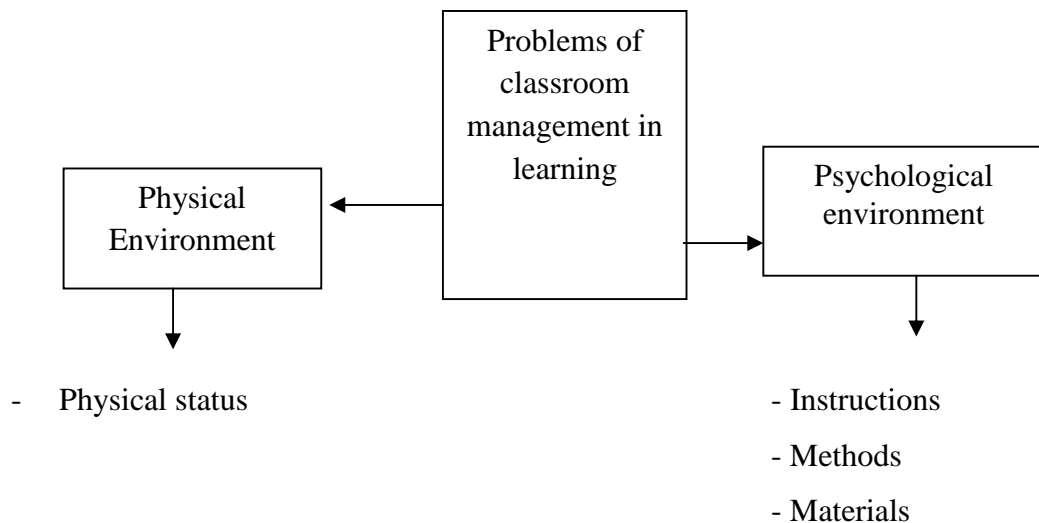 Problems of
classroom
management in
learning
Physical
Environment
Psychological
environment
- Physical status
- Instructions
- Methods
- Materials